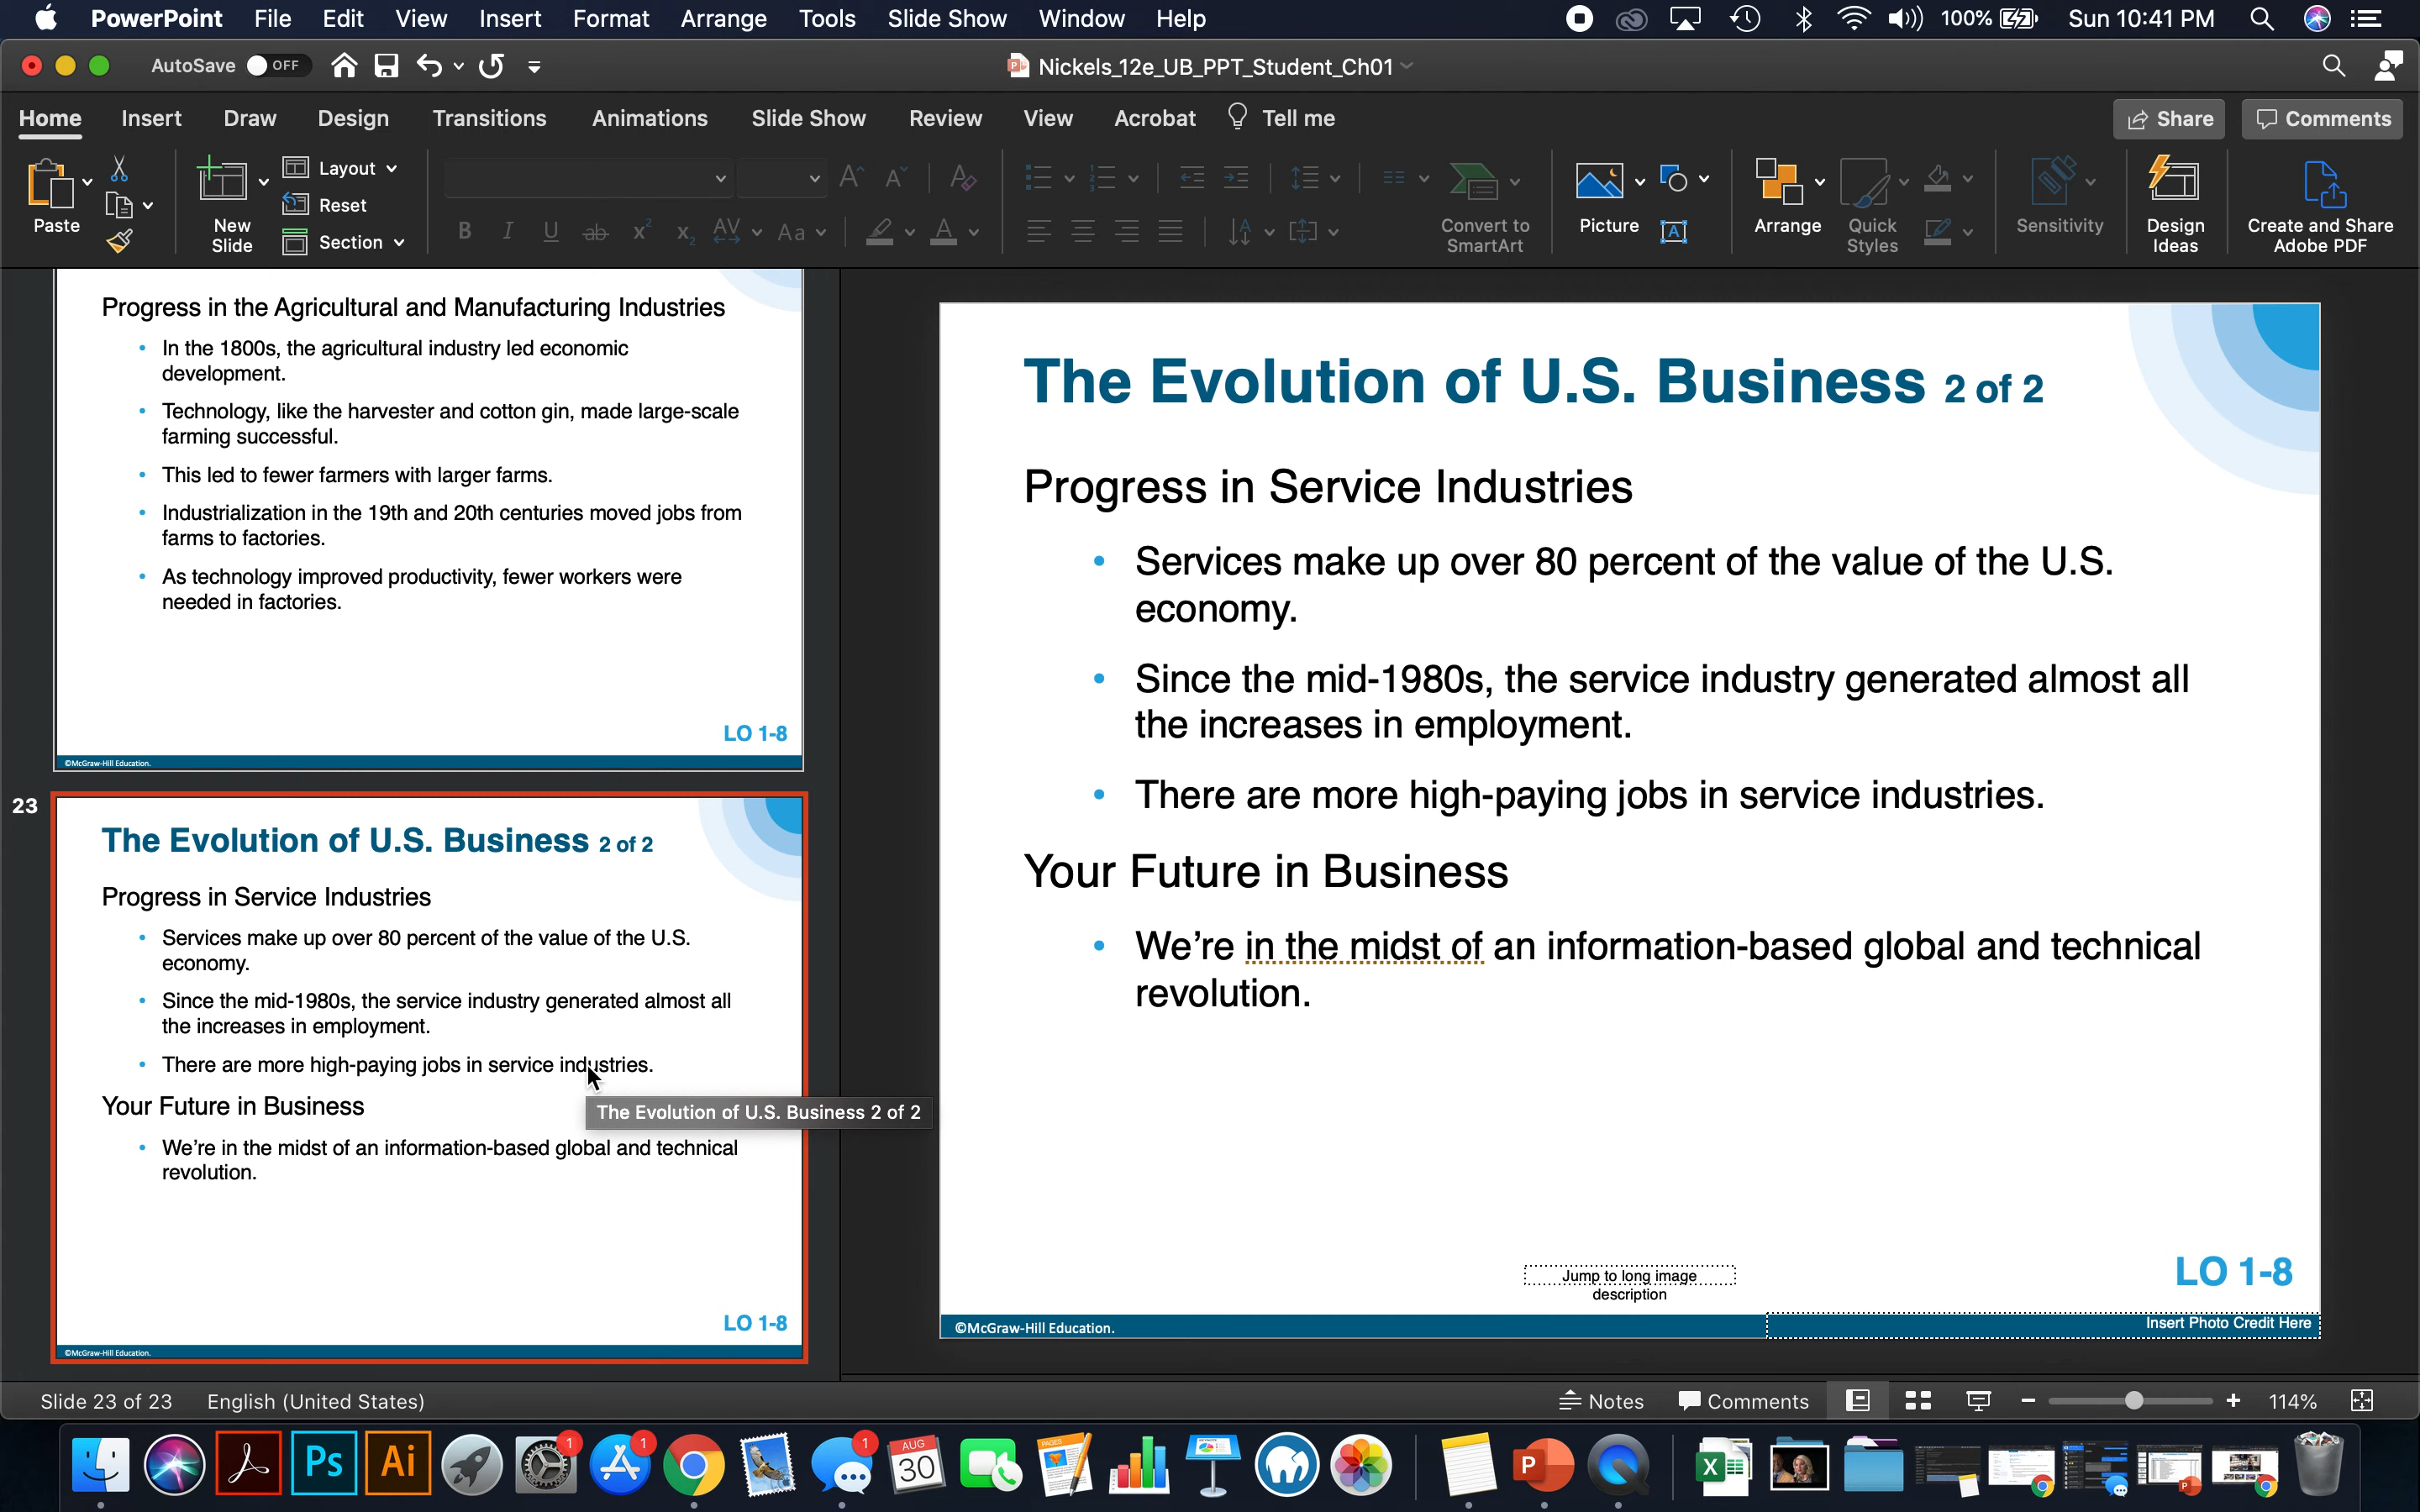 PowerPoint File Edit View Insert Format Arrange Tools Slide Show Window Help 100% Sun 10:41 PM
AutoSave OFF Nickels_12e_UB_PPT_Student_Ch01
Home Insert Draw Design Transitions Animations Slide Show Review View Acrobat Tell me Share Comments
Paste
New
Slide
Layout
Reset
Section
Convert to
SmartArt
Picture
Arrange
Quick
Styles
Sensitivity
Design
Ideas
Create and Share
Adobe PDF
Progress in the Agricultural and Manufacturing Industries
• In the 1800s, the agricultural industry led economic
development.
• Technology, like the harvester and cotton gin, made large-scale
farming successful.
• This led to fewer farmers with larger farms.
• Industrialization in the 19th and 20th centuries moved jobs from
farms to factories.
• As technology improved productivity, fewer workers were
needed in factories.
LO 1-8
©McGraw-Hill Education.
23
The Evolution of U.S. Business 2 of 2
Progress in Service Industries
• Services make up over 80 percent of the value of the U.S.
economy.
• Since the mid-1980s, the service industry generated almost all
the increases in employment.
• There are more high-paying jobs in service industries.
Your Future in Business
The Evolution of U.S. Business 2 of 2
• We're in the midst of an information-based global and technical
revolution.
LO 1-8
©McGraw-Hill Education.
The Evolution of U.S. Business 2 of 2
Progress in Service Industries
• Services make up over 80 percent of the value of the U.S.
economy.
• Since the mid-1980s, the service industry generated almost all
the increases in employment.
• There are more high-paying jobs in service industries.
Your Future in Business
• We’re in the midst of an information-based global and technical
revolution.
Jump to long image
description
LO 1-8
©McGraw-Hill Education.
Insert Photo Credit Here
Slide 23 of 23 English (United States) Notes Comments 114%
Ps Ai 1 1 1 AUG 30 PAGES P X